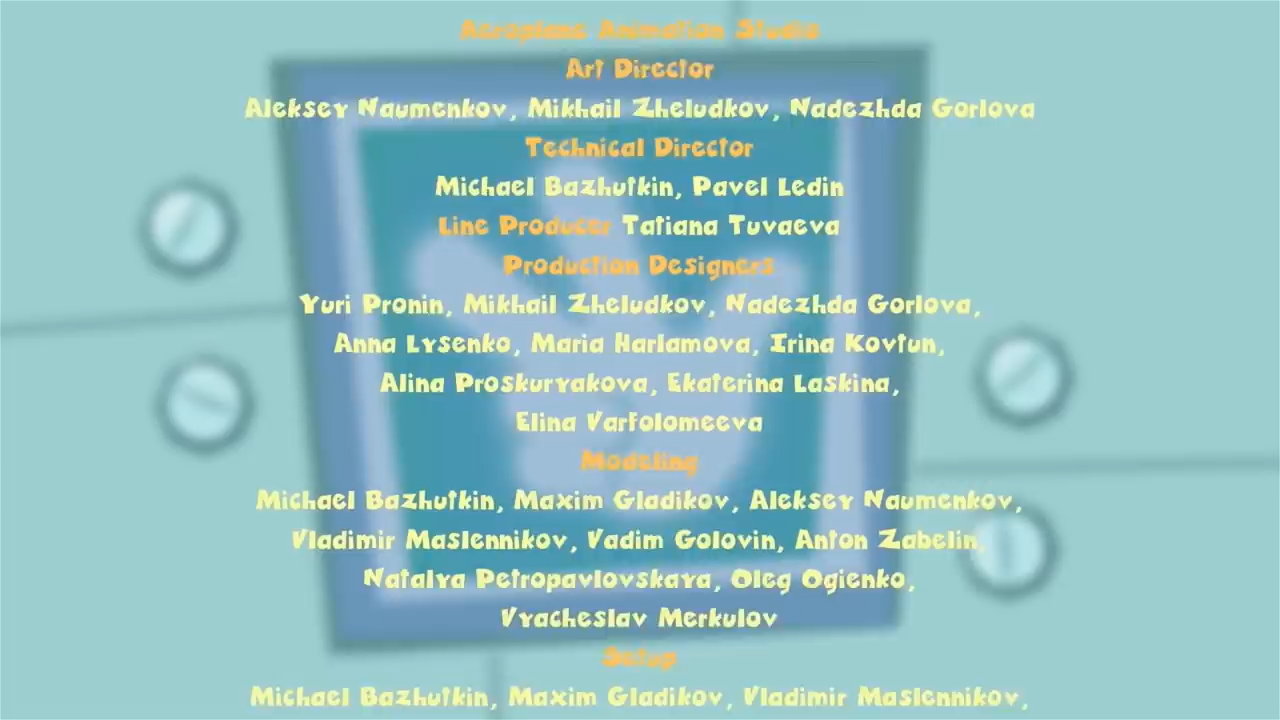 Aeroplane Animation Studio
Art Director
Aleksey Naumenkov, Mikhail Zheludkov, Nadezhda Gorlova
Technical Director
Michael Bazhutkin, Pavel Ledin
Line Producer Tatiana Tuvaeva
Production Designers
Yuri Pronin, Mikhail Zheludkov, Nadezhda Gorlova,
Anna Lysenko, Maria Harlamova, Irina Kovtun,
Alina Proskuryakova, Ekaterina Laskina,
Elina Varfolomeeva
Modeling
Michael Bazhutkin, Maxim Gladikov, Aleksey Naumenkov,
Vladimir Maslennikov, Vadim Golovin, Anton Zabelin,
Natalya Petropavlovskaya, Oleg Ogienko,
Vyacheslav Merkulov
Setup
Michael Bazhutkin, Maxim Gladikov, Vladimir Maslennikov,